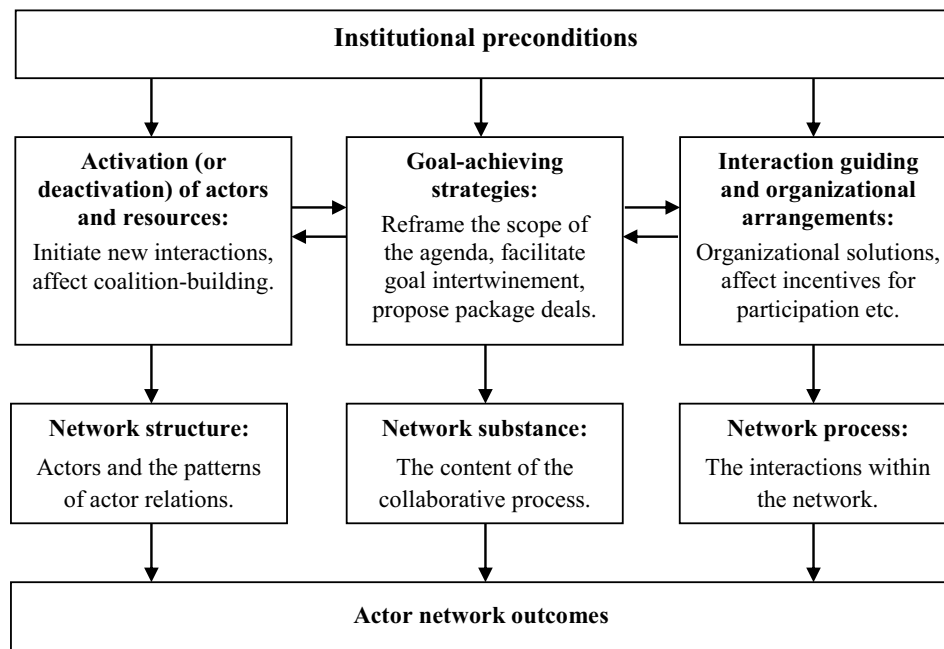 Institutional preconditions
Activation (or
deactivation) of actors
and resources:
Initiate new interactions,
affect coalition-building.
Goal-achieving
strategies:
Reframe the scope of
the agenda, facilitate
goal intertwinement,
propose package deals.
Interaction guiding
and organizational
arrangements:
Organizational solutions,
affect incentives for
participation etc.
Network structure:
Actors and the patterns
of actor relations.
Network substance:
The content of the
collaborative process.
Network process:
The interactions within
the network.
Actor network outcomes